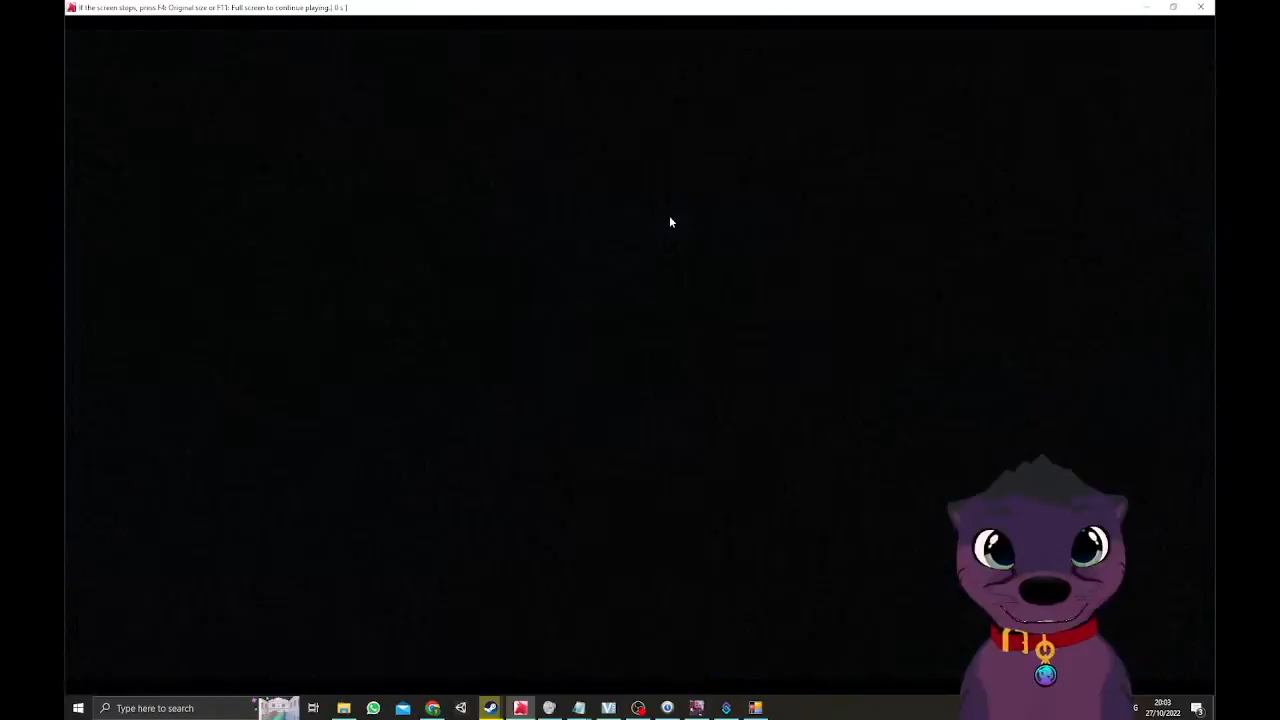 If the screen stops, press F4: Original size or F11: Full screen to continue playing.[ 0 s ]
Type here to search
20:03
27/10/2022